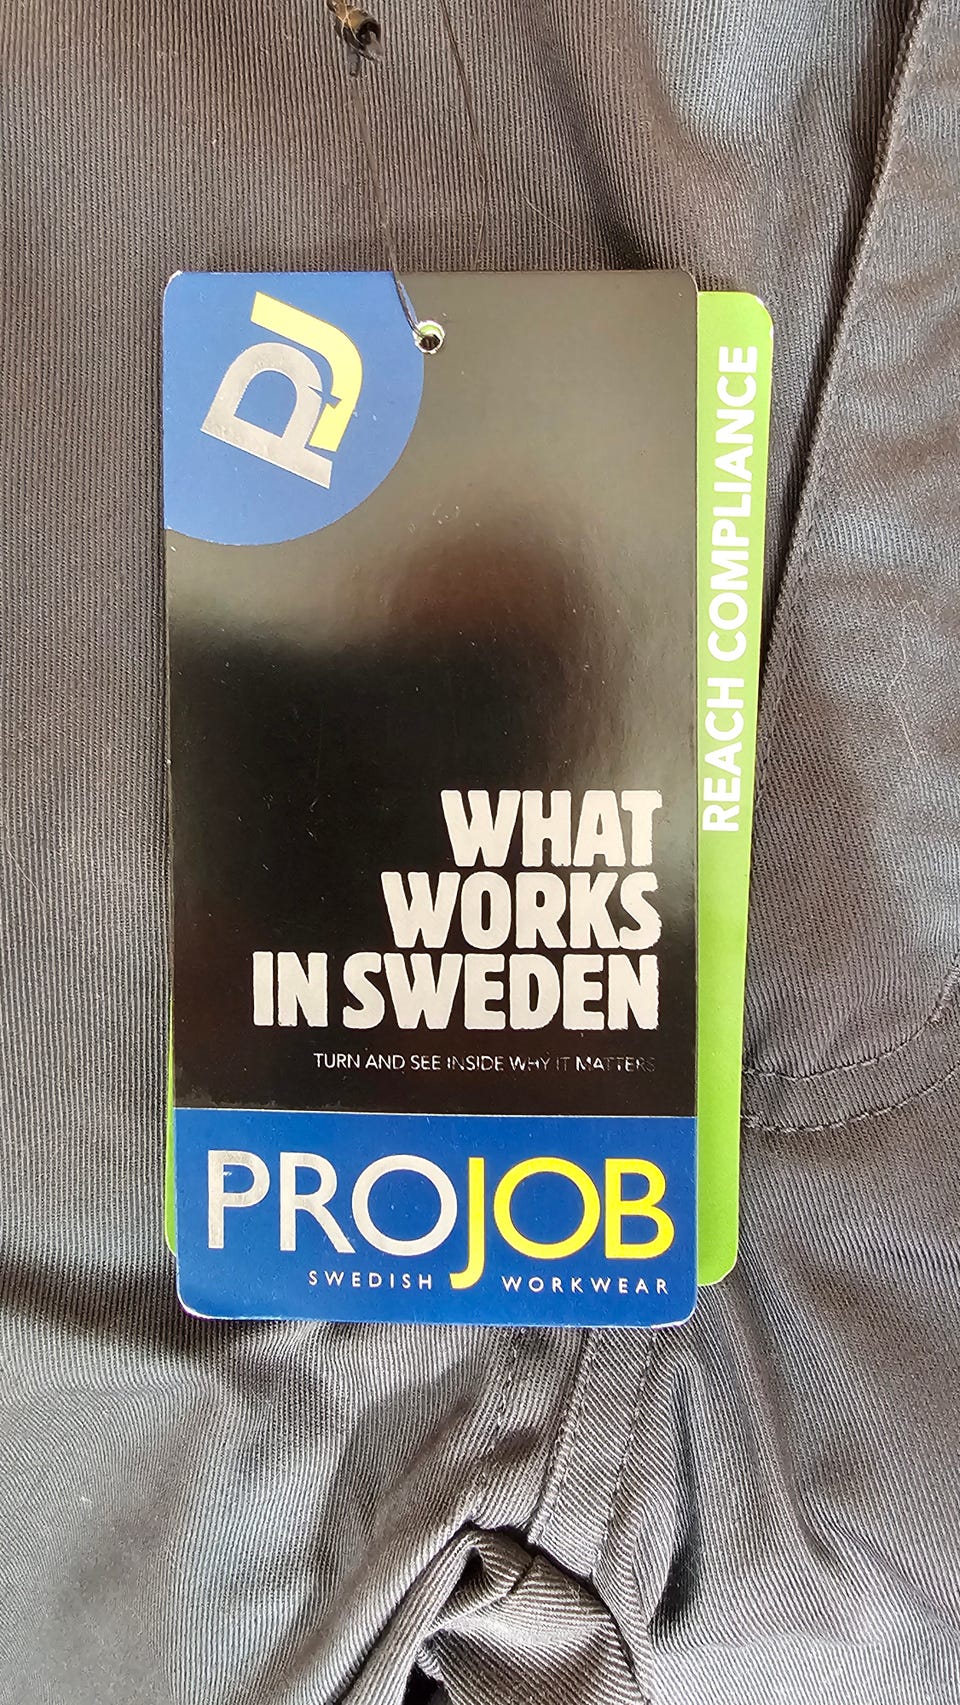 PJ
WHAT
WORKS
IN SWEDEN
TURN AND SEE INSIDE WHY IT MATTERS
PROJOB
SWEDISH WORKWEAR
REACH COMPLIANCE